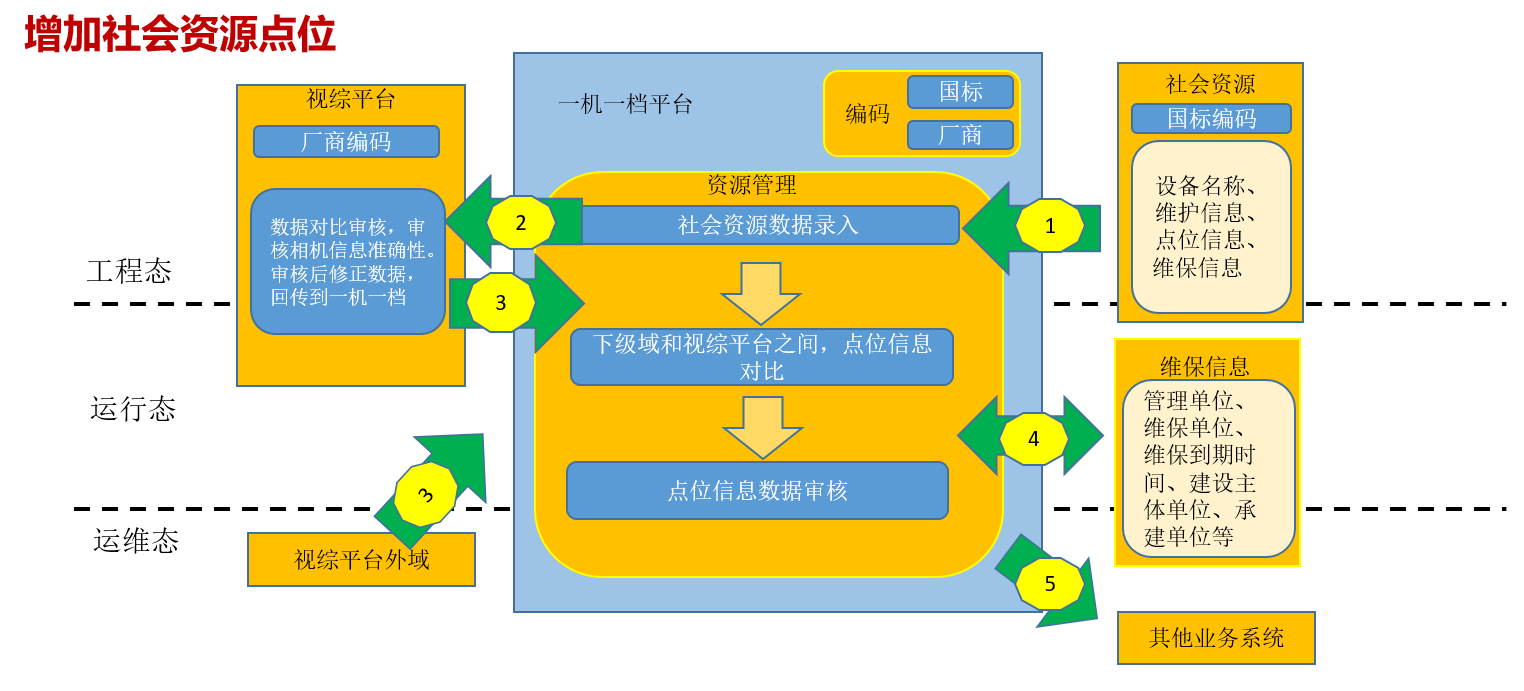 增加社会资源点位
视综平台
厂商编码
数据对比审核，审
核相机信息准确性。
审核后修正数据，
回传到一机一档
一机一档平台
编码
国标
厂商
资源管理
社会资源数据录入
下级域和视综平台之间，点位信息
对比
点位信息数据审核
社会资源
国标编码
设备名称、
维护信息、
点位信息、
维保信息
1
2
3
工程态
运行态
运维态
3
视综平台外域
4
维保信息
管理单位、
维保单位、
维保到期时
间、建设主
体单位、承
建单位等
5
其他业务系统